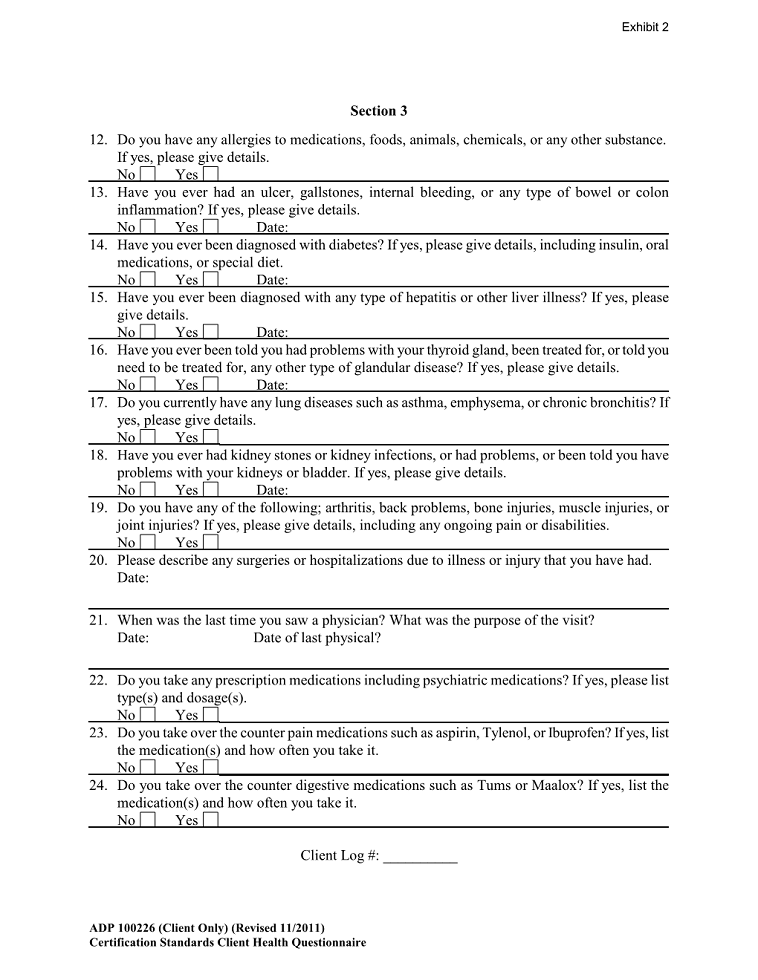 Exhibit 2
Section 3
12. Do you have any allergies to medications, foods, animals, chemicals, or any other substance.
If yes, please give details.
No Yes
13. Have you ever had an ulcer, gallstones, internal bleeding, or any type of bowel or colon
inflammation? If yes, please give details.
No Yes Date:
14. Have you ever been diagnosed with diabetes? If yes, please give details, including insulin, oral
medications, or special diet.
No Yes Date:
15. Have you ever been diagnosed with any type of hepatitis or other liver illness? If yes, please
give details.
No Yes Date:
16. Have you ever been told you had problems with your thyroid gland, been treated for, or told you
need to be treated for, any other type of glandular disease? If yes, please give details.
No Yes Date:
17. Do you currently have any lung diseases such as asthma, emphysema, or chronic bronchitis? If
yes, please give details.
No Yes
18. Have you ever had kidney stones or kidney infections, or had problems, or been told you have
problems with your kidneys or bladder. If yes, please give details.
No Yes Date:
19. Do you have any of the following; arthritis, back problems, bone injuries, muscle injuries, or
joint injuries? If yes, please give details, including any ongoing pain or disabilities.
No Yes
20. Please describe any surgeries or hospitalizations due to illness or injury that you have had.
Date:
21. When was the last time you saw a physician? What was the purpose of the visit?
Date: Date of last physical?
22. Do you take any prescription medications including psychiatric medications? If yes, please list
type(s) and dosage(s).
No Yes
23. Do you take over the counter pain medications such as aspirin, Tylenol, or Ibuprofen? If yes, list
the medication(s) and how often you take it.
No Yes
24. Do you take over the counter digestive medications such as Tums or Maalox? If yes, list the
medication(s) and how often you take it.
No Yes
Client Log #: __________
ADP 100226 (Client Only) (Revised 11/2011)
Certification Standards Client Health Questionnaire